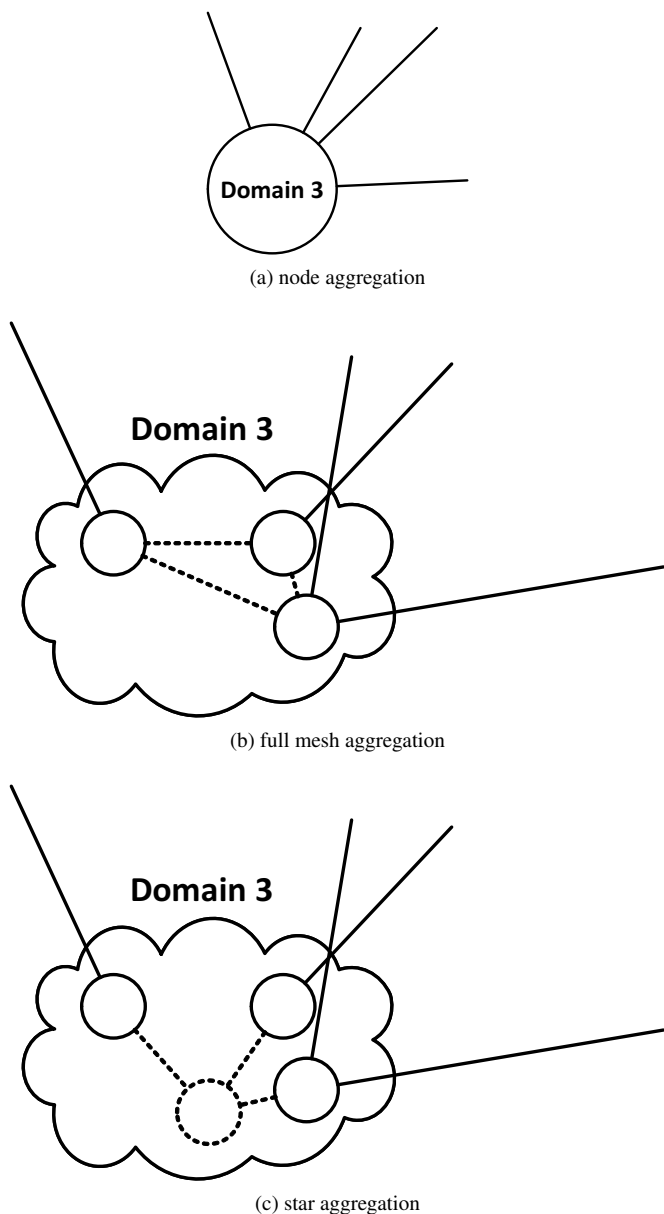 Domain 3
(a) node aggregation
Domain 3
(b) full mesh aggregation
Domain 3
(c) star aggregation